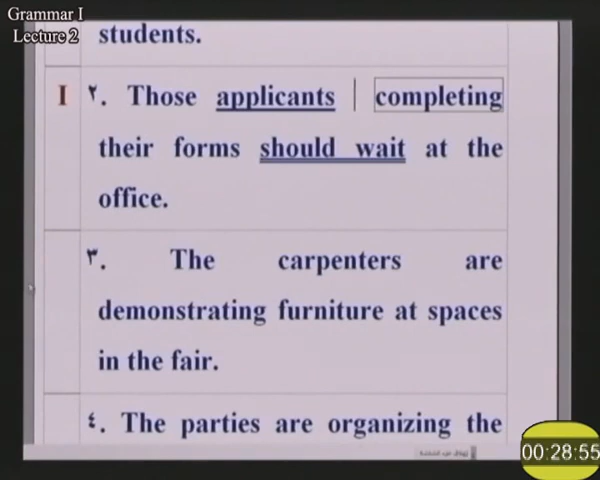 Grammar I
Lecture 2
students.
I ٢. Those applicants | completing
their forms should wait at the
office.
٣. The carpenters are
demonstrating furniture at spaces
in the fair.
٤. The parties are organizing the
00:28:55